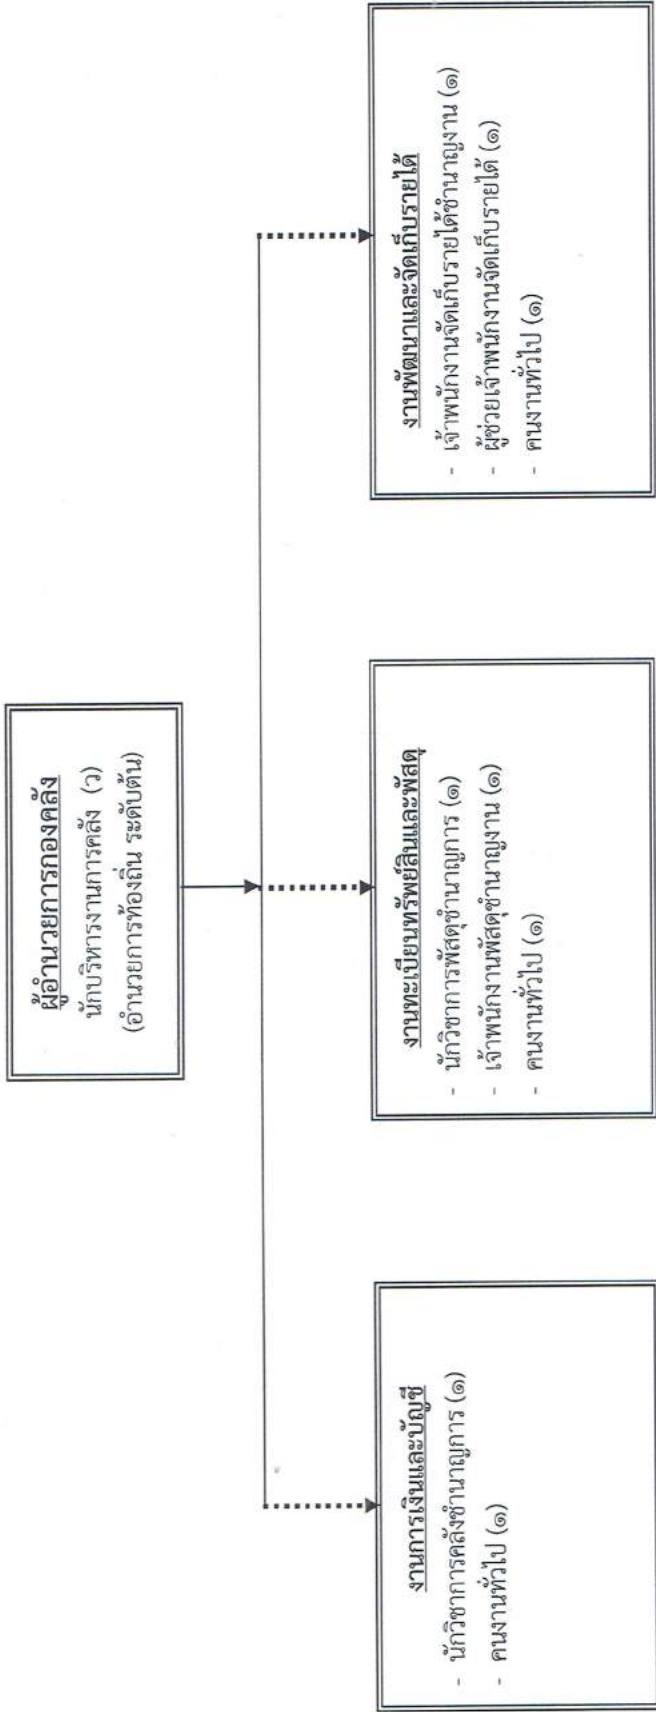 ผู้อำนวยการกองคลัง
นักบริหารงานการคลัง (ว)
(อำนวยการท้องถิ่น ระดับต้น)
งานการเงินและบัญชี
- นักวิชาการคลังชำนาญการ (๑)
- คนงานทั่วไป (๑)
งานทะเบียนทรัพย์สินและพัสดุ
- นักวิชาการพัสดุชำนาญการ (๑)
- เจ้าพนักงานพัสดุชำนาญงาน (๑)
- คนงานทั่วไป (๑)
งานพัฒนาและจัดเก็บรายได้
- เจ้าพนักงานจัดเก็บรายได้ชำนาญงาน (๑)
- ผู้ช่วยเจ้าพนักงานจัดเก็บรายได้ (๑)
- คนงานทั่วไป (๑)